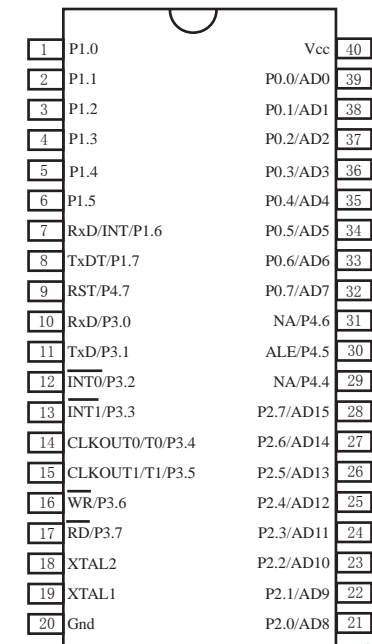 1 P1.0 Vcc 40
2 P1.1 P0.0/AD0 39
3 P1.2 P0.1/AD1 38
4 P1.3 P0.2/AD2 37
5 P1.4 P0.3/AD3 36
6 P1.5 P0.4/AD4 35
7 RxD/INT/P1.6 P0.5/AD5 34
8 TxDT/P1.7 P0.6/AD6 33
9 RST/P4.7 P0.7/AD7 32
10 RxD/P3.0 NA/P4.6 31
11 TxD/P3.1 ALE/P4.5 30
12 INT0/P3.2 NA/P4.4 29
13 INT1/P3.3 P2.7/AD15 28
14 CLKOUT0/T0/P3.4 P2.6/AD14 27
15 CLKOUT1/T1/P3.5 P2.5/AD13 26
16 WR/P3.6 P2.4/AD12 25
17 RD/P3.7 P2.3/AD11 24
18 XTAL2 P2.2/AD10 23
19 XTAL1 P2.1/AD9 22
20 Gnd P2.0/AD8 21